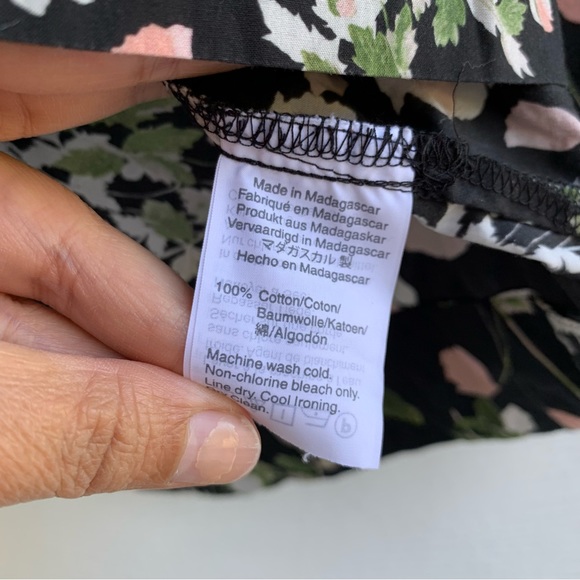 Made in Madagascar
Fabriqué en Madagascar
Produkt aus Madagaskar
Vervaardigd in Madagascar
マダガスカル 製
Hecho en Madagascar
100% Cotton/Coton/
Baumwolle/Katoen/
綿/Algodón
Machine wash cold.
Non-chlorine bleach only.
Line dry. Cool Ironing.
Clean.